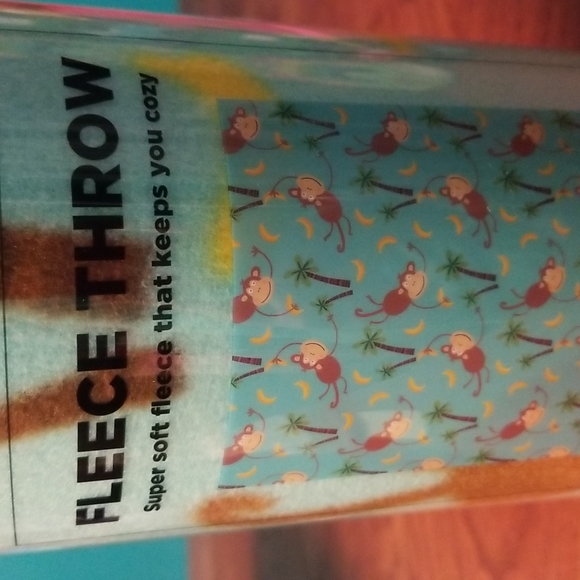 FLEECE THROW
Super soft fleece that keeps you cozy